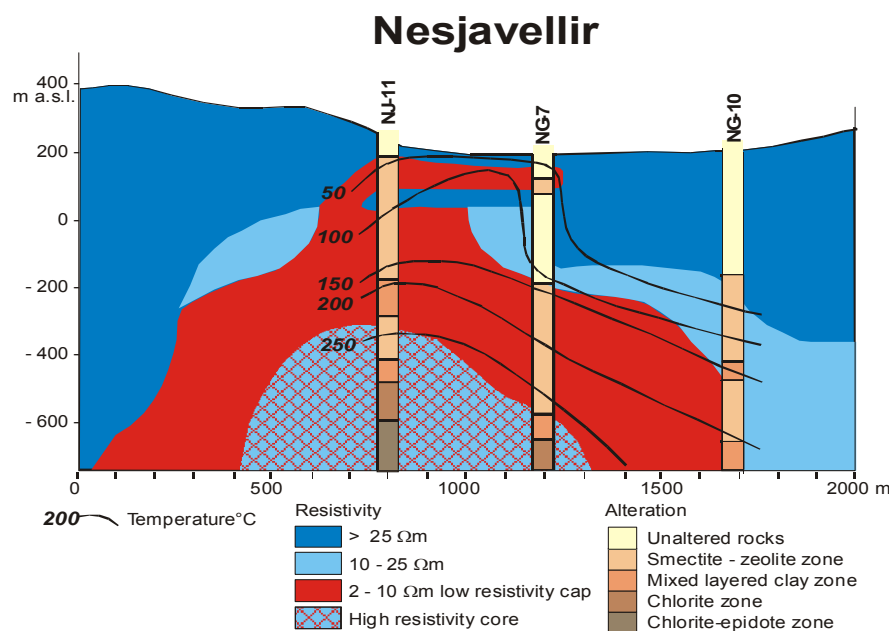 Nesjavellir
400
m a.s.l.
200
0
- 200
- 400
- 600
NJ-11
NG-7
NG-10
50
100
150
200
250
0
500
1000
1500
2000 m
200 Temperature°C
Resistivity
> 25 Ωm
10 - 25 Ωm
2 - 10 Ωm low resistivity cap
High resistivity core
Alteration
Unaltered rocks
Smectite - zeolite zone
Mixed layered clay zone
Chlorite zone
Chlorite-epidote zone